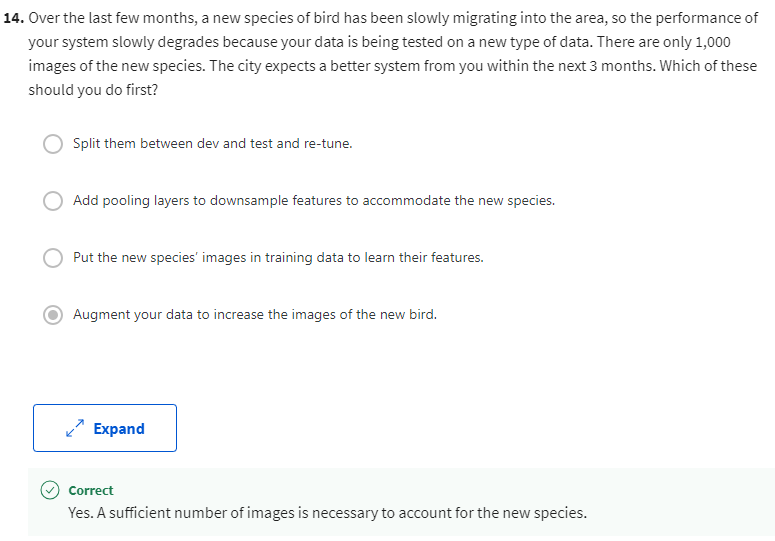 14. Over the last few months, a new species of bird has been slowly migrating into the area, so the performance of
your system slowly degrades because your data is being tested on a new type of data. There are only 1,000
images of the new species. The city expects a better system from you within the next 3 months. Which of these
should you do first?
Split them between dev and test and re-tune.
Add pooling layers to downsample features to accommodate the new species.
Put the new species' images in training data to learn their features.
Augment your data to increase the images of the new bird.
Expand
Correct
Yes. A sufficient number of images is necessary to account for the new species.